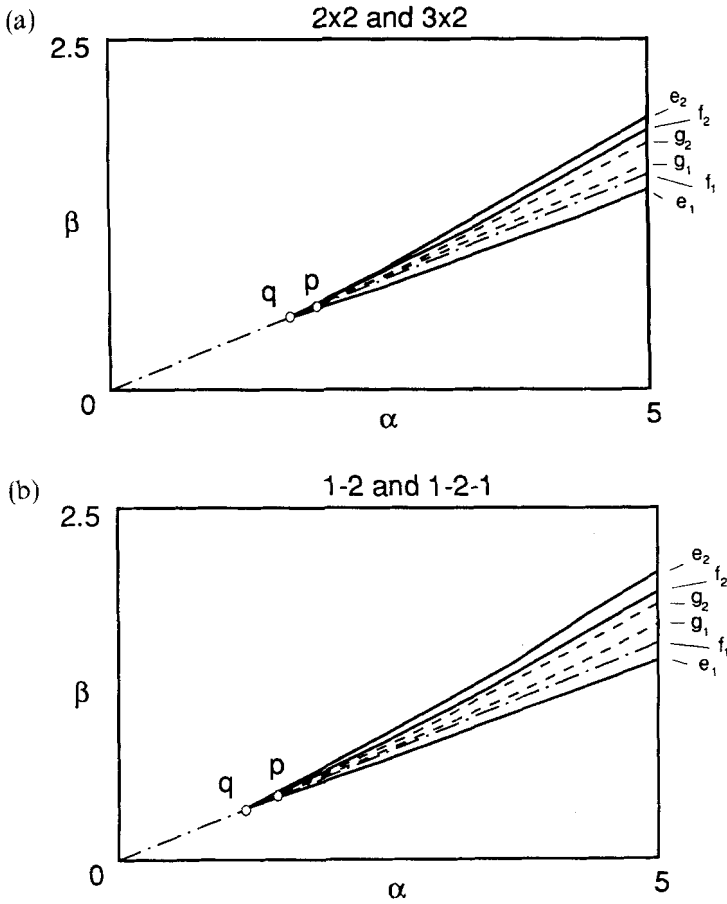 (a)
2x2 and 3x2
2.5
β
q
p
0
α
5
e₂
f₂
g₂
g₁
f₁
e₁
(b)
1-2 and 1-2-1
2.5
β
q
p
0
α
5
e₂
f₂
g₂
g₁
f₁
e₁